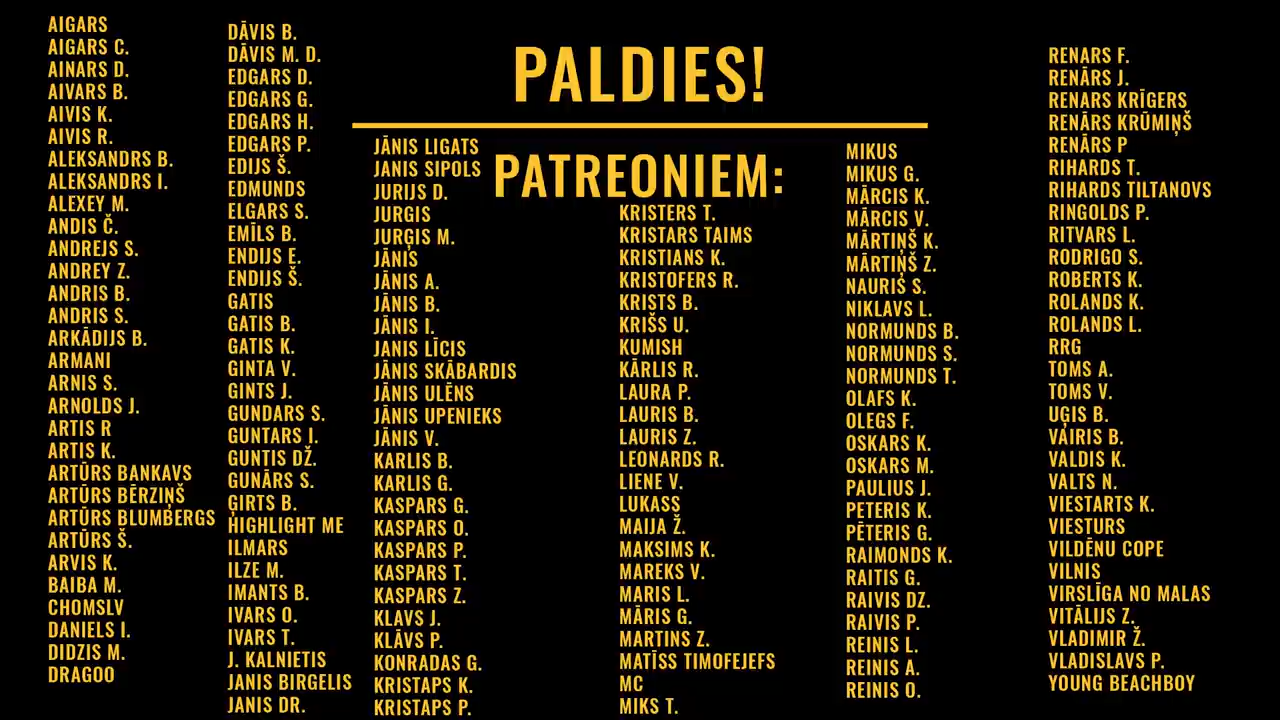 PALDIES!
PATREONIEM:
AIGARS
AIGARS C.
AINARS D.
AIVARS B.
AIVIS K.
AIVIS R.
ALEKSANDRS B.
ALEKSANDRS I.
ALEXEY M.
ANDIS Č.
ANDREJS S.
ANDREY Z.
ANDRIS B.
ANDRIS S.
ARKĀDIJS B.
ARMANI
ARNIS S.
ARNOLDS J.
ARTIS R
ARTIS K.
ARTŪRS BANKAVS
ARTŪRS BĒRZIŅŠ
ARTŪRS BLUMBERGS
ARTŪRS Š.
ARVIS K.
BAIBA M.
CHOMSLV
DANIELS I.
DIDZIS M.
DRAGOO
DĀVIS B.
DĀVIS M. D.
EDGARS D.
EDGARS G.
EDGARS H.
EDGARS P.
EDIJS Š.
EDMUNDS
ELGARS S.
EMĪLS B.
ENDIJS E.
ENDIJS Š.
GATIS
GATIS B.
GATIS K.
GINTA V.
GINTS J.
GUNDARS S.
GUNTARS I.
GUNTIS DŽ.
GUNĀRS S.
ĢIRTS B.
HIGHLIGHT ME
ILMARS
ILZE M.
IMANTS B.
IVARS O.
IVARS T.
J. KALNIETIS
JANIS BIRGELIS
JANIS DR.
JĀNIS LIGATS
JANIS SIPOLS
JURIJS D.
JURGIS
JURĢIS M.
JĀNIS
JĀNIS A.
JĀNIS B.
JĀNIS I.
JANIS LĪCIS
JĀNIS SKĀBARDIS
JĀNIS ULĒNS
JĀNIS UPENIEKS
JĀNIS V.
KARLIS B.
KARLIS G.
KASPARS G.
KASPARS O.
KASPARS P.
KASPARS T.
KASPARS Z.
KLAVS J.
KLĀVS P.
KONRADAS G.
KRISTAPS K.
KRISTAPS P.
KRISTERS T.
KRISTARS TAIMS
KRISTIANS K.
KRISTOFERS R.
KRISTS B.
KRIŠS U.
KUMISH
KĀRLIS R.
LAURA P.
LAURIS B.
LAURIS Z.
LEONARDS R.
LIENE V.
LUKASS
MAIJA Ž.
MAKSIMS K.
MAREKS V.
MARIS L.
MĀRIS G.
MARTINS Z.
MATĪSS TIMOFEJEFS
MC
MIKS T.
MIKUS
MIKUS G.
MĀRCIS K.
MĀRCIS V.
MĀRTIŅŠ K.
MĀRTIŅŠ Z.
NAURIS S.
NIKLAVS L.
NORMUNDS B.
NORMUNDS S.
NORMUNDS T.
OLAFS K.
OLEGS F.
OSKARS K.
OSKARS M.
PAULIUS J.
PETERIS K.
PĒTERIS G.
RAIMONDS K.
RAITIS G.
RAIVIS DZ.
RAIVIS P.
REINIS L.
REINIS A.
REINIS O.
RENARS F.
RENĀRS J.
RENARS KRĪGERS
RENĀRS KRŪMIŅŠ
RENĀRS P
RIHARDS T.
RIHARDS TILTANOVS
RINGOLDS P.
RITVARS L.
RODRIGO S.
ROBERTS K.
ROLANDS K.
ROLANDS L.
RRG
TOMS A.
TOMS V.
UĢIS B.
VAIRIS B.
VALDIS K.
VALTS N.
VIESTARTS K.
VIESTURS
VILDĒNU COPE
VILNIS
VIRSLĪGA NO MALAS
VITĀLIJS Z.
VLADIMIR Ž.
VLADISLAVS P.
YOUNG BEACHBOY